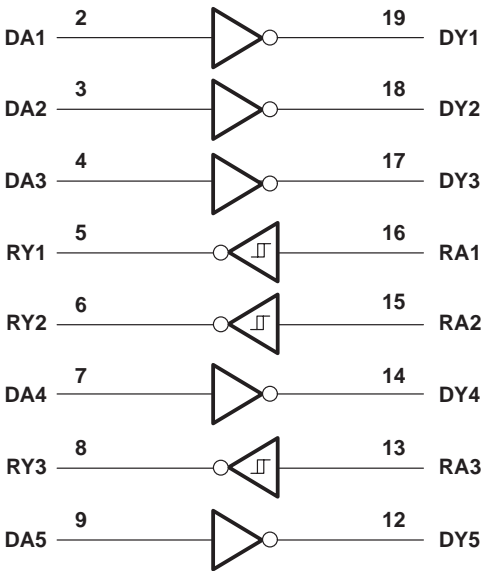 DA1 2 19 DY1
DA2 3 18 DY2
DA3 4 17 DY3
RY1 5 16 RA1
RY2 6 15 RA2
DA4 7 14 DY4
RY3 8 13 RA3
DA5 9 12 DY5